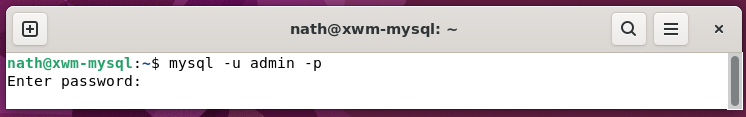 nath@xwm-mysql: ~
nath@xwm-mysql:~$ mysql -u admin -p
Enter password: